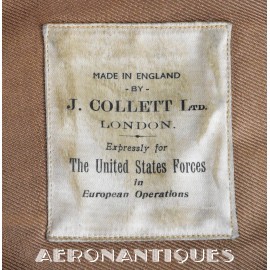 MADE IN ENGLAND
- BY -
J. COLLETT LTD.
LONDON.
Expressly for
The United States Forces
in
European Operations
AERONANTIQUES